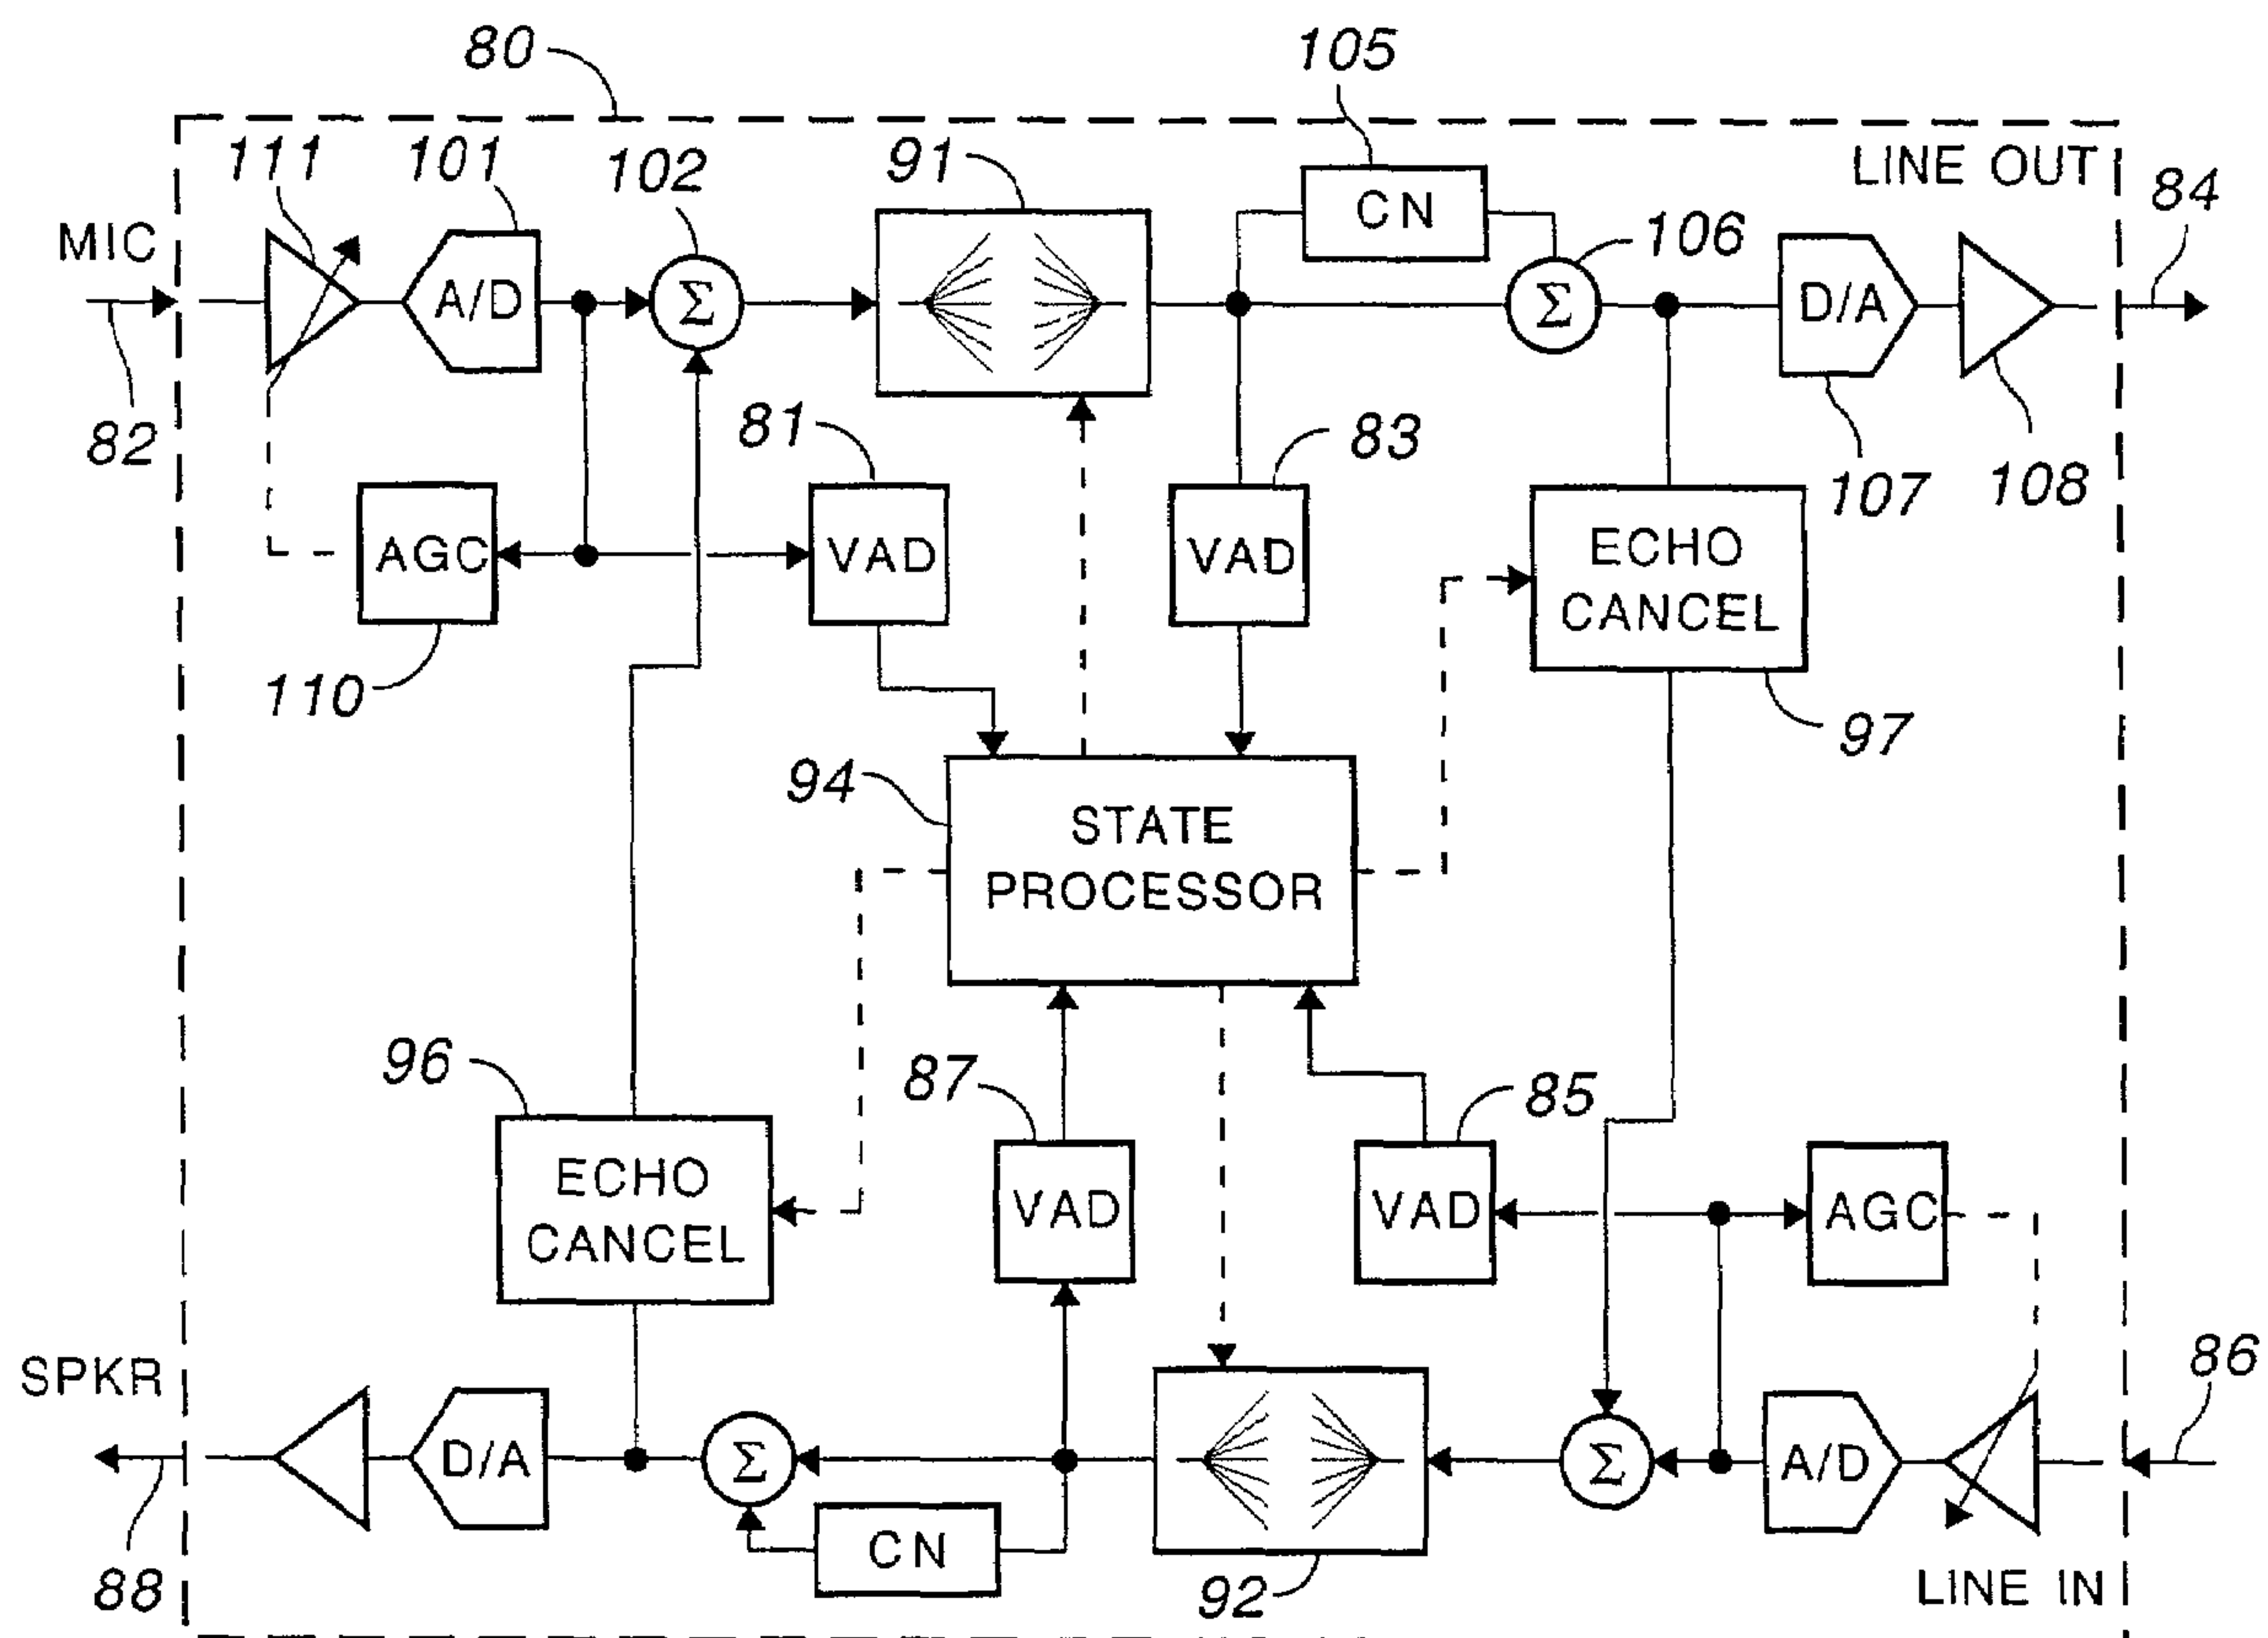 80
105
111
101
102
91
LINE OUT
84
MIC
CN
106
A/D
Σ
Σ
D/A
82
81
83
107
108
AGC
VAD
VAD
ECHO
CANCEL
110
97
94
STATE
PROCESSOR
96
87
85
ECHO
CANCEL
VAD
VAD
AGC
SPKR
86
D/A
Σ
Σ
A/D
88
CN
92
LINE IN